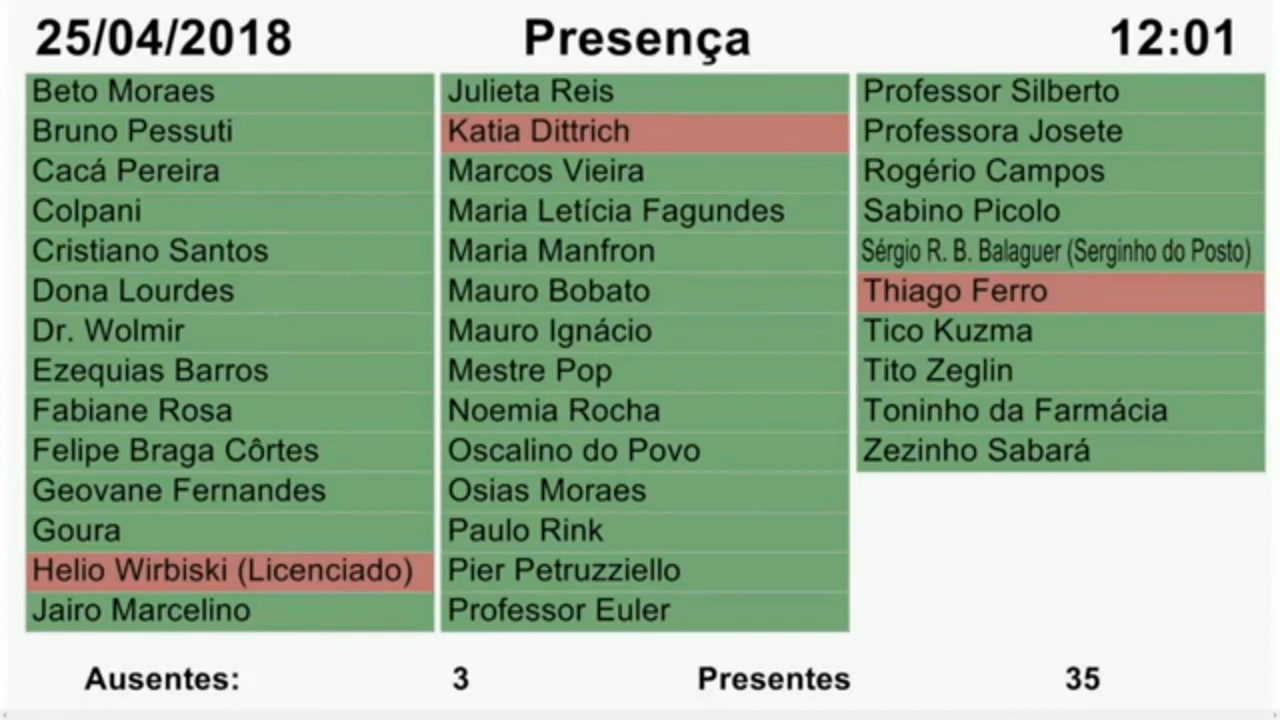 25/04/2018 Presença 12:01
Beto Moraes
Bruno Pessuti
Cacá Pereira
Colpani
Cristiano Santos
Dona Lourdes
Dr. Wolmir
Ezequias Barros
Fabiane Rosa
Felipe Braga Côrtes
Geovane Fernandes
Goura
Helio Wirbiski (Licenciado)
Jairo Marcelino
Julieta Reis
Katia Dittrich
Marcos Vieira
Maria Letícia Fagundes
Maria Manfron
Mauro Bobato
Mauro Ignácio
Mestre Pop
Noemia Rocha
Oscalino do Povo
Osias Moraes
Paulo Rink
Pier Petruzziello
Professor Euler
Professor Silberto
Professora Josete
Rogério Campos
Sabino Picolo
Sérgio R. B. Balaguer (Serginho do Posto)
Thiago Ferro
Tico Kuzma
Tito Zeglin
Toninho da Farmácia
Zezinho Sabará
Ausentes: 3 Presentes 35